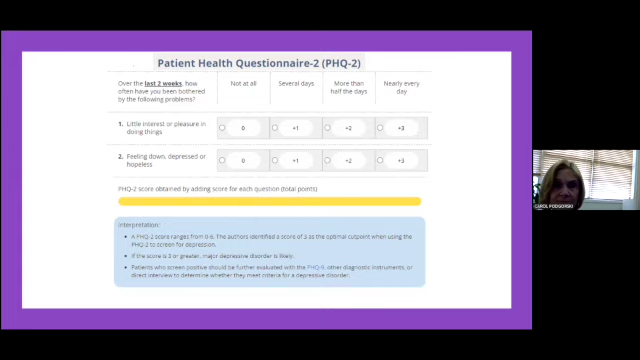 Patient Health Questionnaire-2 (PHQ-2)
Over the last 2 weeks, how
often have you been bothered
by the following problems?
Not at all
Several days
More than
half the days
Nearly every
day
1. Little interest or pleasure in
doing things
0
+1
+2
+3
2. Feeling down, depressed or
hopeless
0
+1
+2
+3
PHQ-2 score obtained by adding score for each question (total points)
Interpretation:
• A PHQ-2 score ranges from 0-6. The authors identified a score of 3 as the optimal cutpoint when using the
PHQ-2 to screen for depression.
• If the score is 3 or greater, major depressive disorder is likely.
• Patients who screen positive should be further evaluated with the PHQ-9, other diagnostic instruments, or
direct interview to determine whether they meet criteria for a depressive disorder.
CAROL PODGORSKI